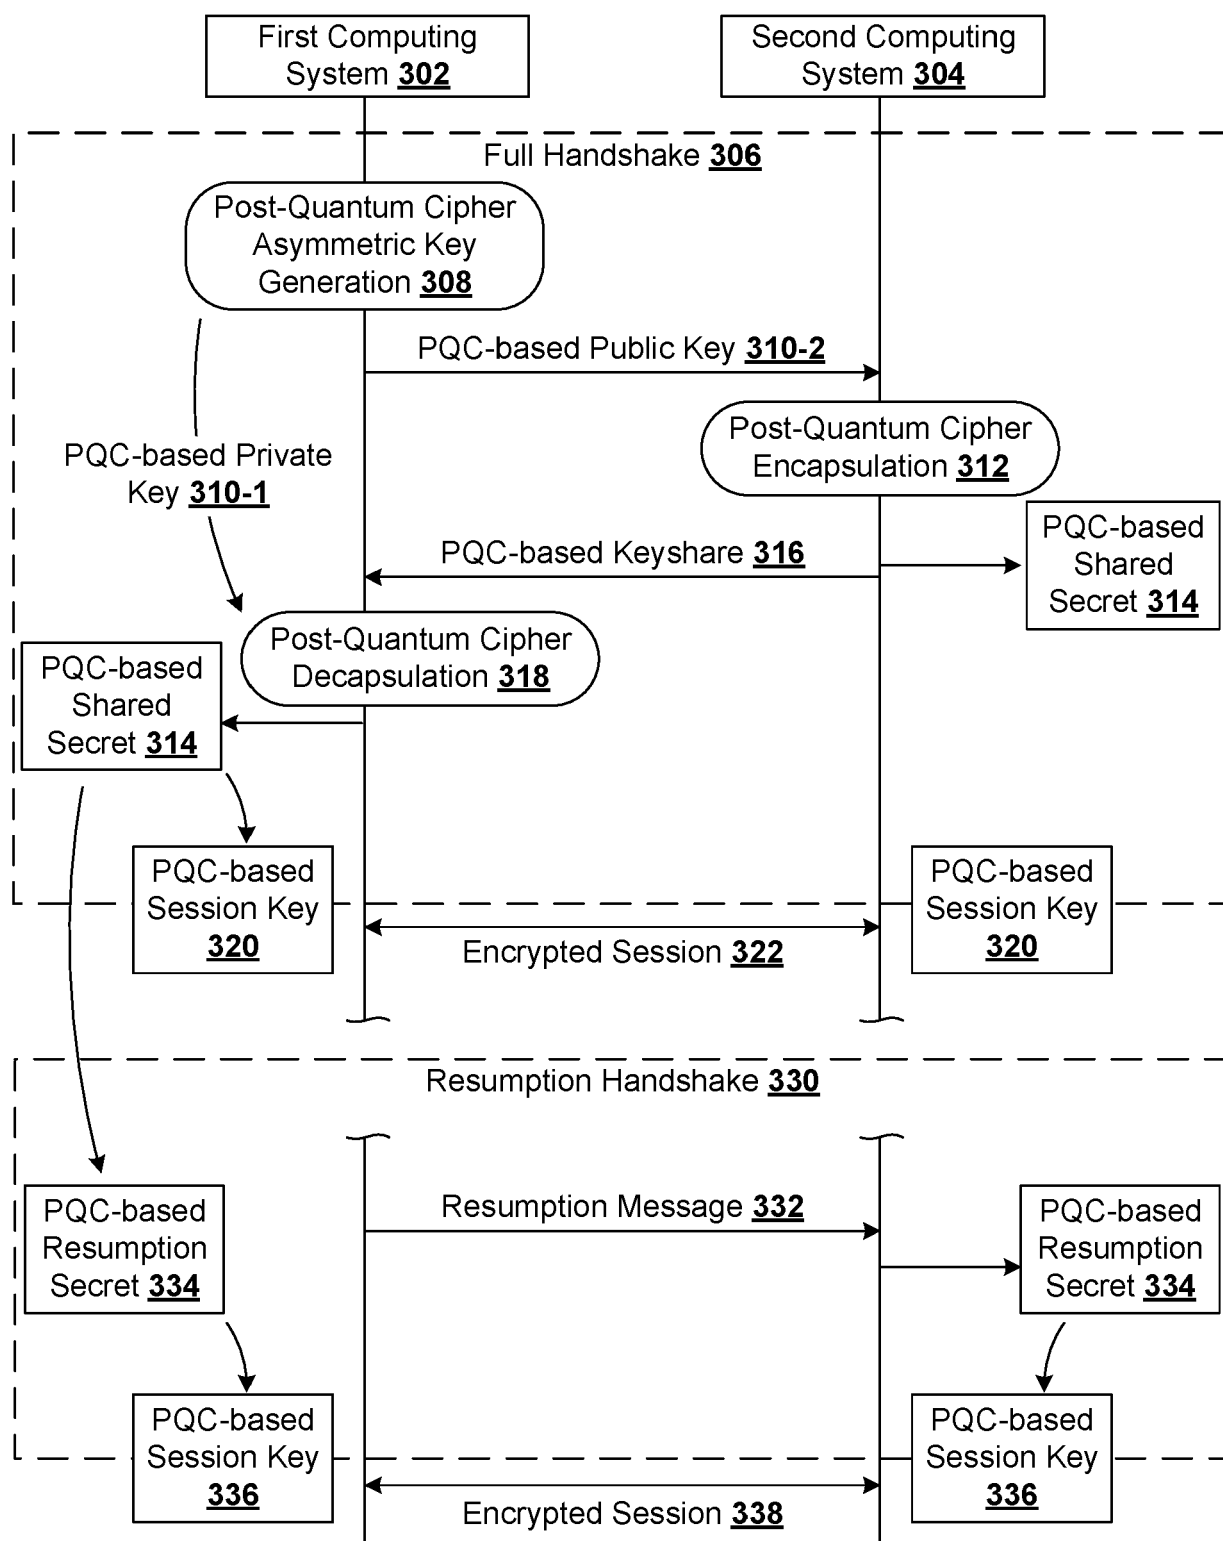 First Computing
System 302
Second Computing
System 304
Full Handshake 306
Post-Quantum Cipher
Asymmetric Key
Generation 308
PQC-based Public Key 310-2
Post-Quantum Cipher
Encapsulation 312
PQC-based Private
Key 310-1
PQC-based Keyshare 316
PQC-based
Shared
Secret 314
Post-Quantum Cipher
Decapsulation 318
PQC-based
Shared
Secret 314
PQC-based
Session Key
320
PQC-based
Session Key
320
Encrypted Session 322
Resumption Handshake 330
PQC-based
Resumption
Secret 334
Resumption Message 332
PQC-based
Resumption
Secret 334
PQC-based
Session Key
336
PQC-based
Session Key
336
Encrypted Session 338